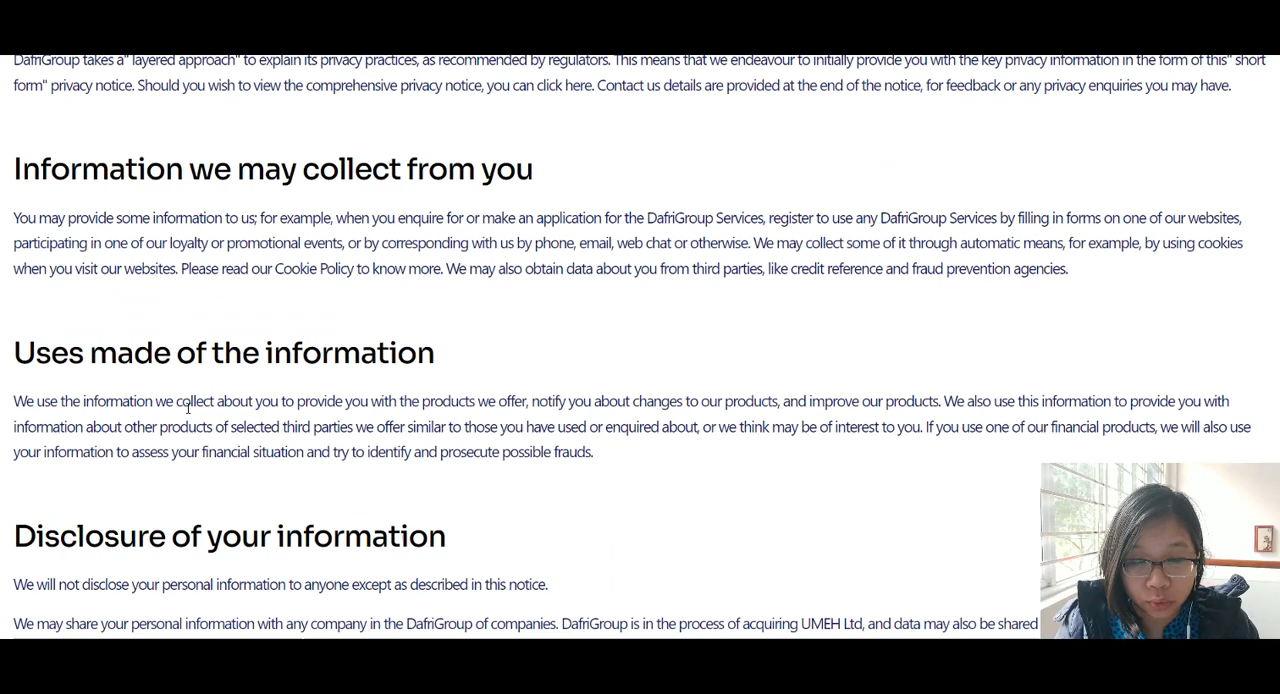 DafriGroup takes a" layered approach" to explain its privacy practices, as recommended by regulators. This means that we endeavour to initially provide you with the key privacy information in the form of this" short
form" privacy notice. Should you wish to view the comprehensive privacy notice, you can click here. Contact us details are provided at the end of the notice, for feedback or any privacy enquiries you may have.
Information we may collect from you
You may provide some information to us; for example, when you enquire for or make an application for the DafriGroup Services, register to use any DafriGroup Services by filling in forms on one of our websites,
participating in one of our loyalty or promotional events, or by corresponding with us by phone, email, web chat or otherwise. We may collect some of it through automatic means, for example, by using cookies
when you visit our websites. Please read our Cookie Policy to know more. We may also obtain data about you from third parties, like credit reference and fraud prevention agencies.
Uses made of the information
We use the information we collect about you to provide you with the products we offer, notify you about changes to our products, and improve our products. We also use this information to provide you with
information about other products of selected third parties we offer similar to those you have used or enquired about, or we think may be of interest to you. If you use one of our financial products, we will also use
your information to assess your financial situation and try to identify and prosecute possible frauds.
Disclosure of your information
We will not disclose your personal information to anyone except as described in this notice.
We may share your personal information with any company in the DafriGroup of companies. DafriGroup is in the process of acquiring UMEH Ltd, and data may also be shared